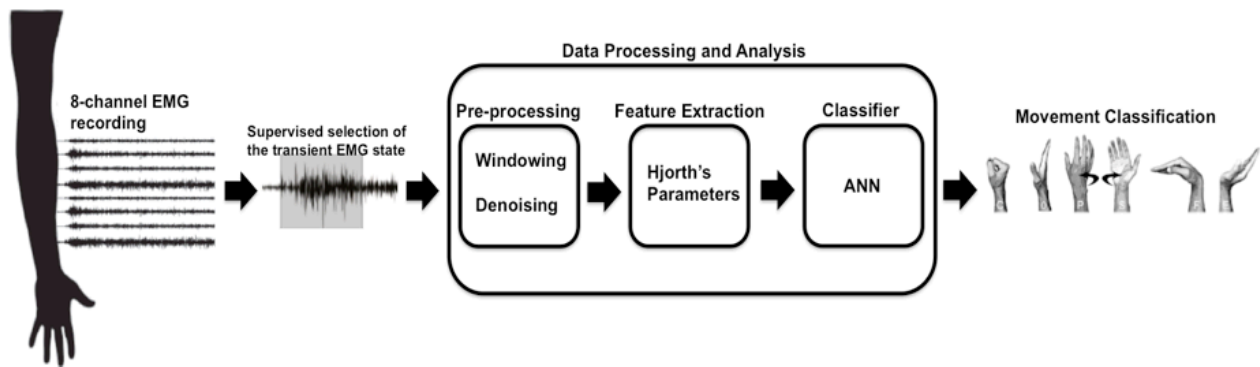 Data Processing and Analysis
8-channel EMG
recording
Supervised selection of
the transient EMG state
Pre-processing
Windowing
Denoising
Feature Extraction
Hjorth's
Parameters
Classifier
ANN
Movement Classification
P